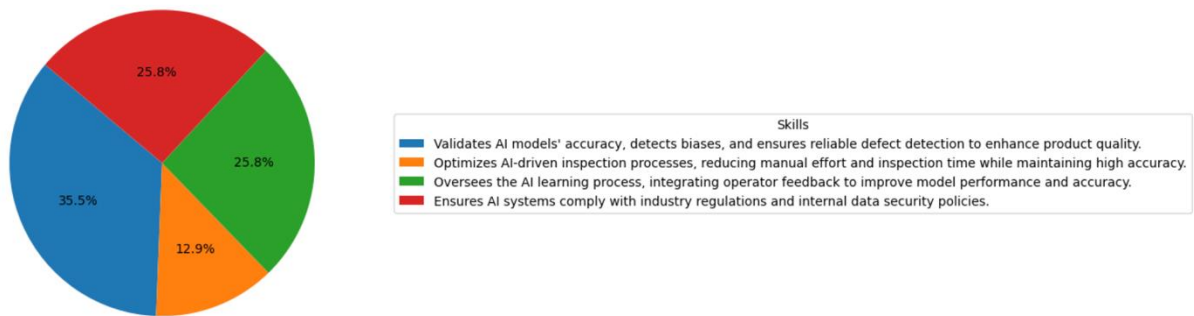 25.8%
25.8%
35.5%
12.9%
Skills
Validates AI models' accuracy, detects biases, and ensures reliable defect detection to enhance product quality.
Optimizes AI-driven inspection processes, reducing manual effort and inspection time while maintaining high accuracy.
Oversees the AI learning process, integrating operator feedback to improve model performance and accuracy.
Ensures AI systems comply with industry regulations and internal data security policies.